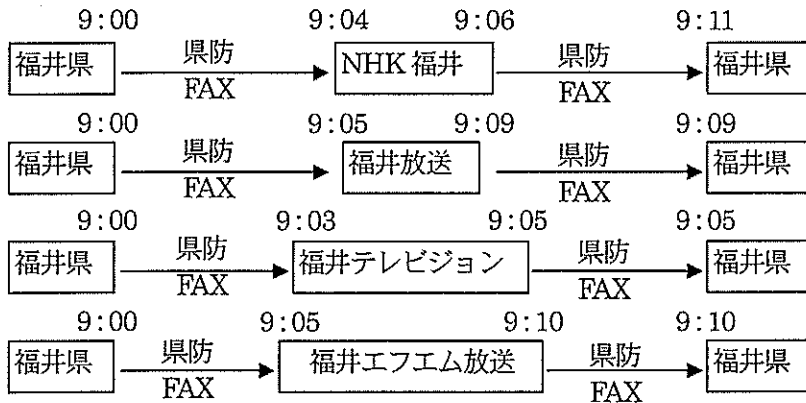 9:00 9:04 9:06 9:11
福井県 県防 FAX NHK福井 県防 FAX 福井県
9:00 9:05 9:09 9:09
福井県 県防 FAX 福井放送 県防 FAX 福井県
9:00 9:03 9:05 9:05
福井県 県防 FAX 福井テレビジョン 県防 FAX 福井県
9:00 9:05 9:10 9:10
福井県 県防 FAX 福井エフエム放送 県防 FAX 福井県